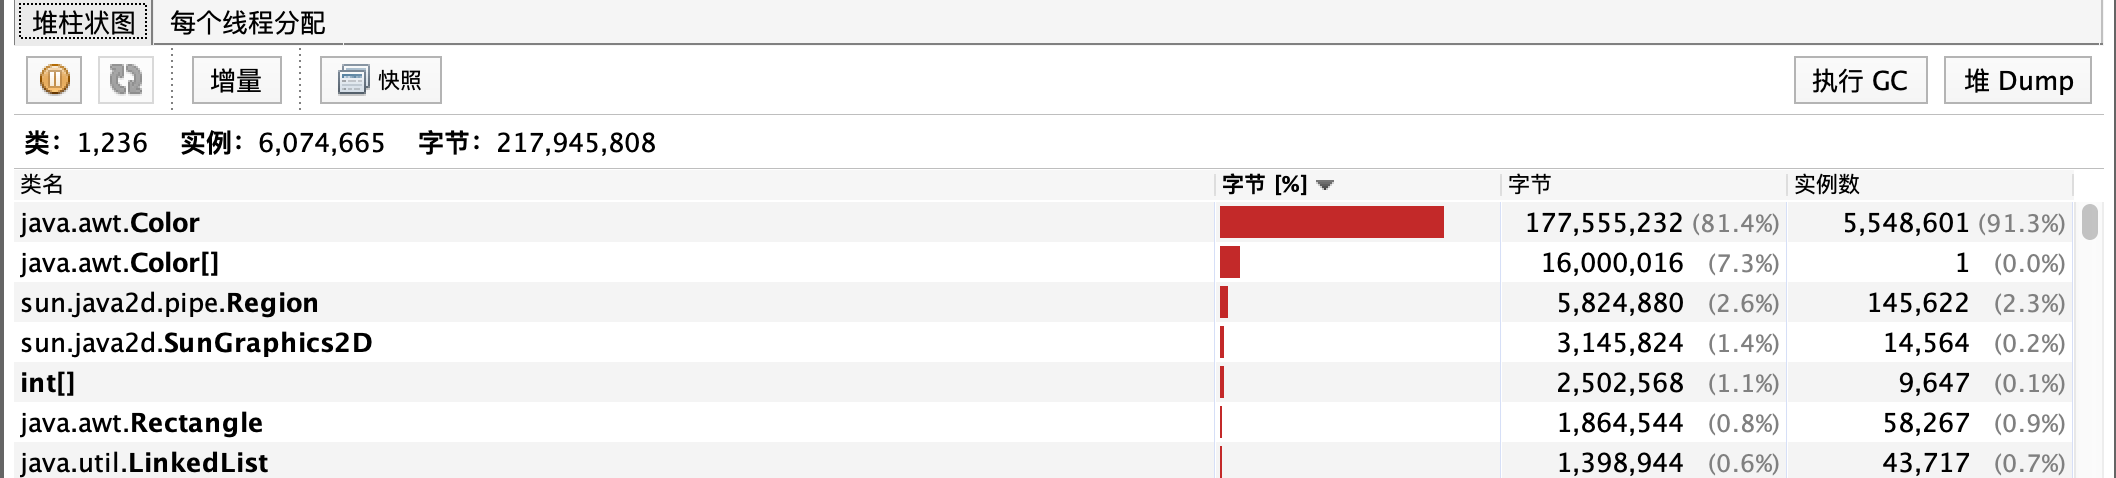 堆柱状图 每个线程分配
增量 快照 执行 GC 堆 Dump
类: 1,236 实例: 6,074,665 字节: 217,945,808
类名 字节 [%] 字节 实例数
java.awt.Color 177,555,232 (81.4%) 5,548,601 (91.3%)
java.awt.Color[] 16,000,016 (7.3%) 1 (0.0%)
sun.java2d.pipe.Region 5,824,880 (2.6%) 145,622 (2.3%)
sun.java2d.SunGraphics2D 3,145,824 (1.4%) 14,564 (0.2%)
int[] 2,502,568 (1.1%) 9,647 (0.1%)
java.awt.Rectangle 1,864,544 (0.8%) 58,267 (0.9%)
java.util.LinkedList 1,398,944 (0.6%) 43,717 (0.7%)